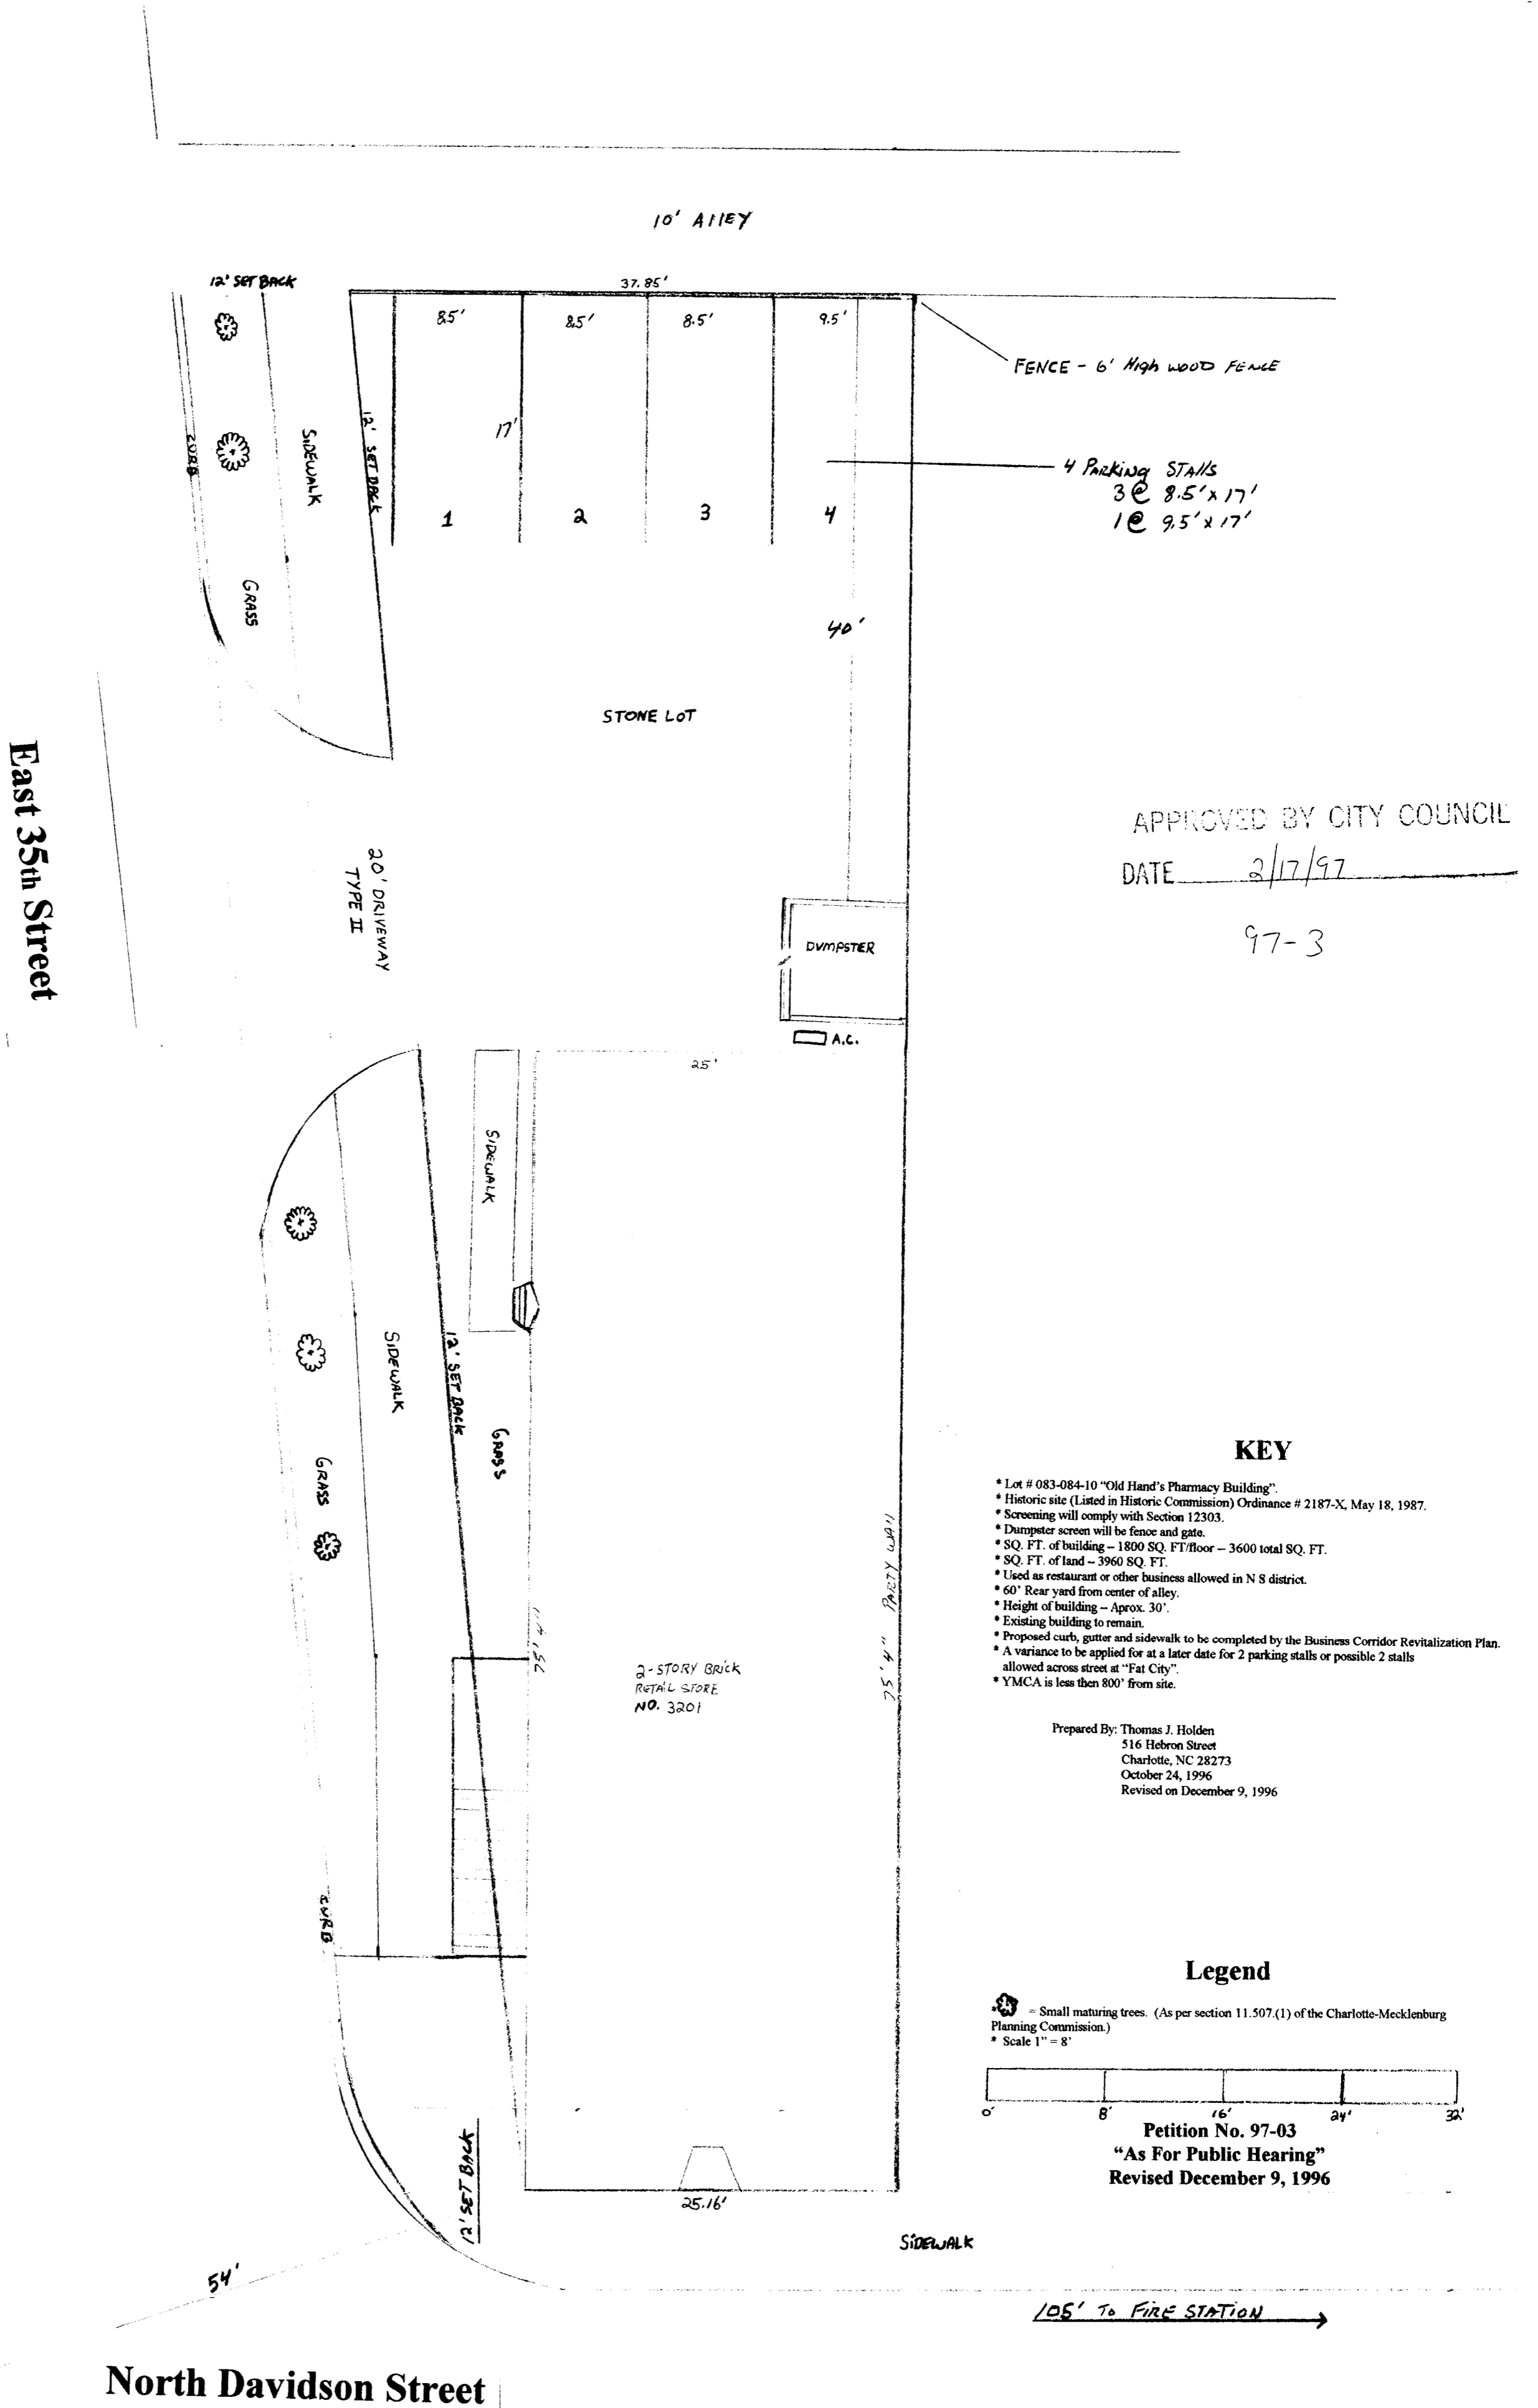 10' ALLEY
12' SET BACK
37.85'
8.5'
8.5'
8.5'
9.5'
FENCE - 6' High WOOD FENCE
CURB
SIDEWALK
12' SET BACK
17'
4 PARKING STALLS
3 @ 8.5' x 17'
1 @ 9.5' x 17'
1
2
3
4
GRASS
40'
STONE LOT
East 35th Street
APPROVED BY CITY COUNCIL
DATE 2/17/97
97-3
20' DRIVEWAY
TYPE II
DUMPSTER
A.C.
25'
SIDEWALK
SIDEWALK
12' SET BACK
GRASS
GRASS
KEY
* Lot # 083-084-10 “Old Hand's Pharmacy Building”.
* Historic site (Listed in Historic Commission) Ordinance # 2187-X, May 18, 1987.
* Screening will comply with Section 12303.
* Dumpster screen will be fence and gate.
* SQ. FT. of building – 1800 SQ. FT/floor – 3600 total SQ. FT.
* SQ. FT. of land – 3960 SQ. FT.
* Used as restaurant or other business allowed in N S district.
* 60' Rear yard from center of alley.
* Height of building – Aprox. 30'.
* Existing building to remain.
* Proposed curb, gutter and sidewalk to be completed by the Business Corridor Revitalization Plan.
* A variance to be applied for at a later date for 2 parking stalls or possible 2 stalls
allowed across street at “Fat City”.
* YMCA is less then 800' from site.
75' 4"
75' 4" PARTY WALL
2-STORY BRICK
RETAIL STORE
NO. 3201
Prepared By: Thomas J. Holden
516 Hebron Street
Charlotte, NC 28273
October 24, 1996
Revised on December 9, 1996
CURB
Legend
= Small maturing trees. (As per section 11.507.(1) of the Charlotte-Mecklenburg
Planning Commission.)
* Scale 1" = 8'
0' 8' 16' 24' 32'
Petition No. 97-03
“As For Public Hearing”
Revised December 9, 1996
12' SET BACK
25.16'
SIDEWALK
54'
105' TO FIRE STATION
North Davidson Street